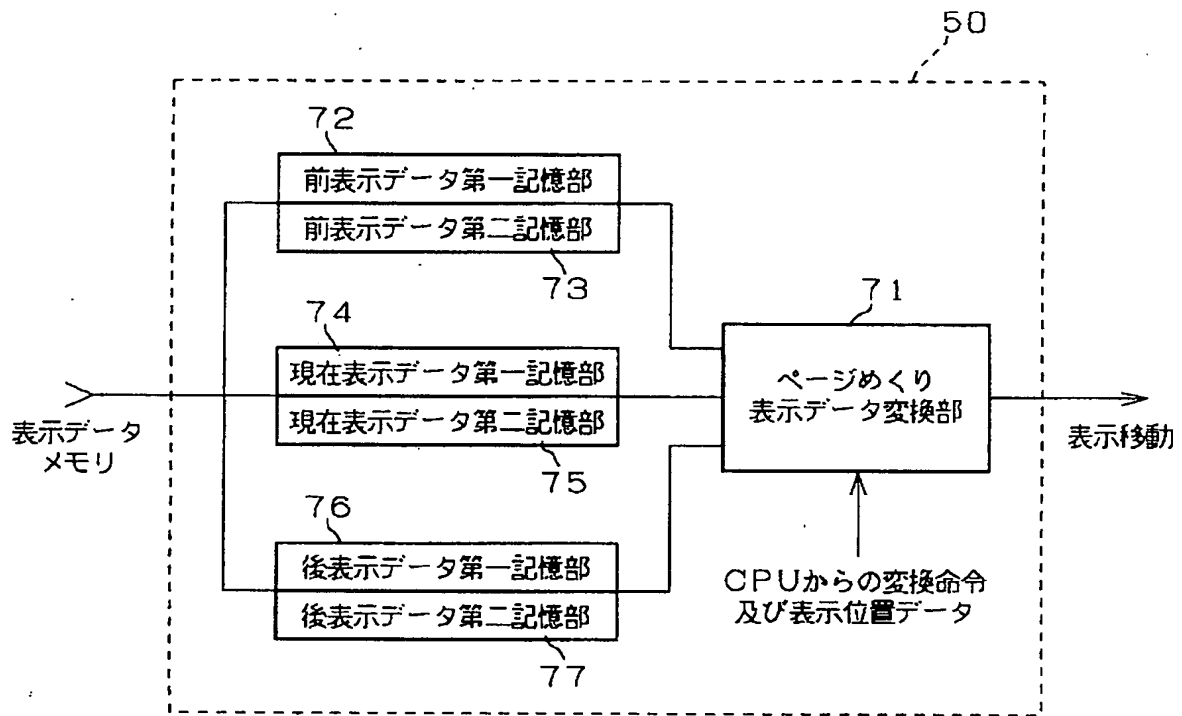 50
72
前表示データ第一記憶部
前表示データ第二記憶部
73
74
現在表示データ第一記憶部
現在表示データ第二記憶部
75
76
後表示データ第一記憶部
後表示データ第二記憶部
77
71
ページめくり
表示データ変換部
表示データ
メモリ
表示移動
CPUからの変換命令
及び表示位置データ